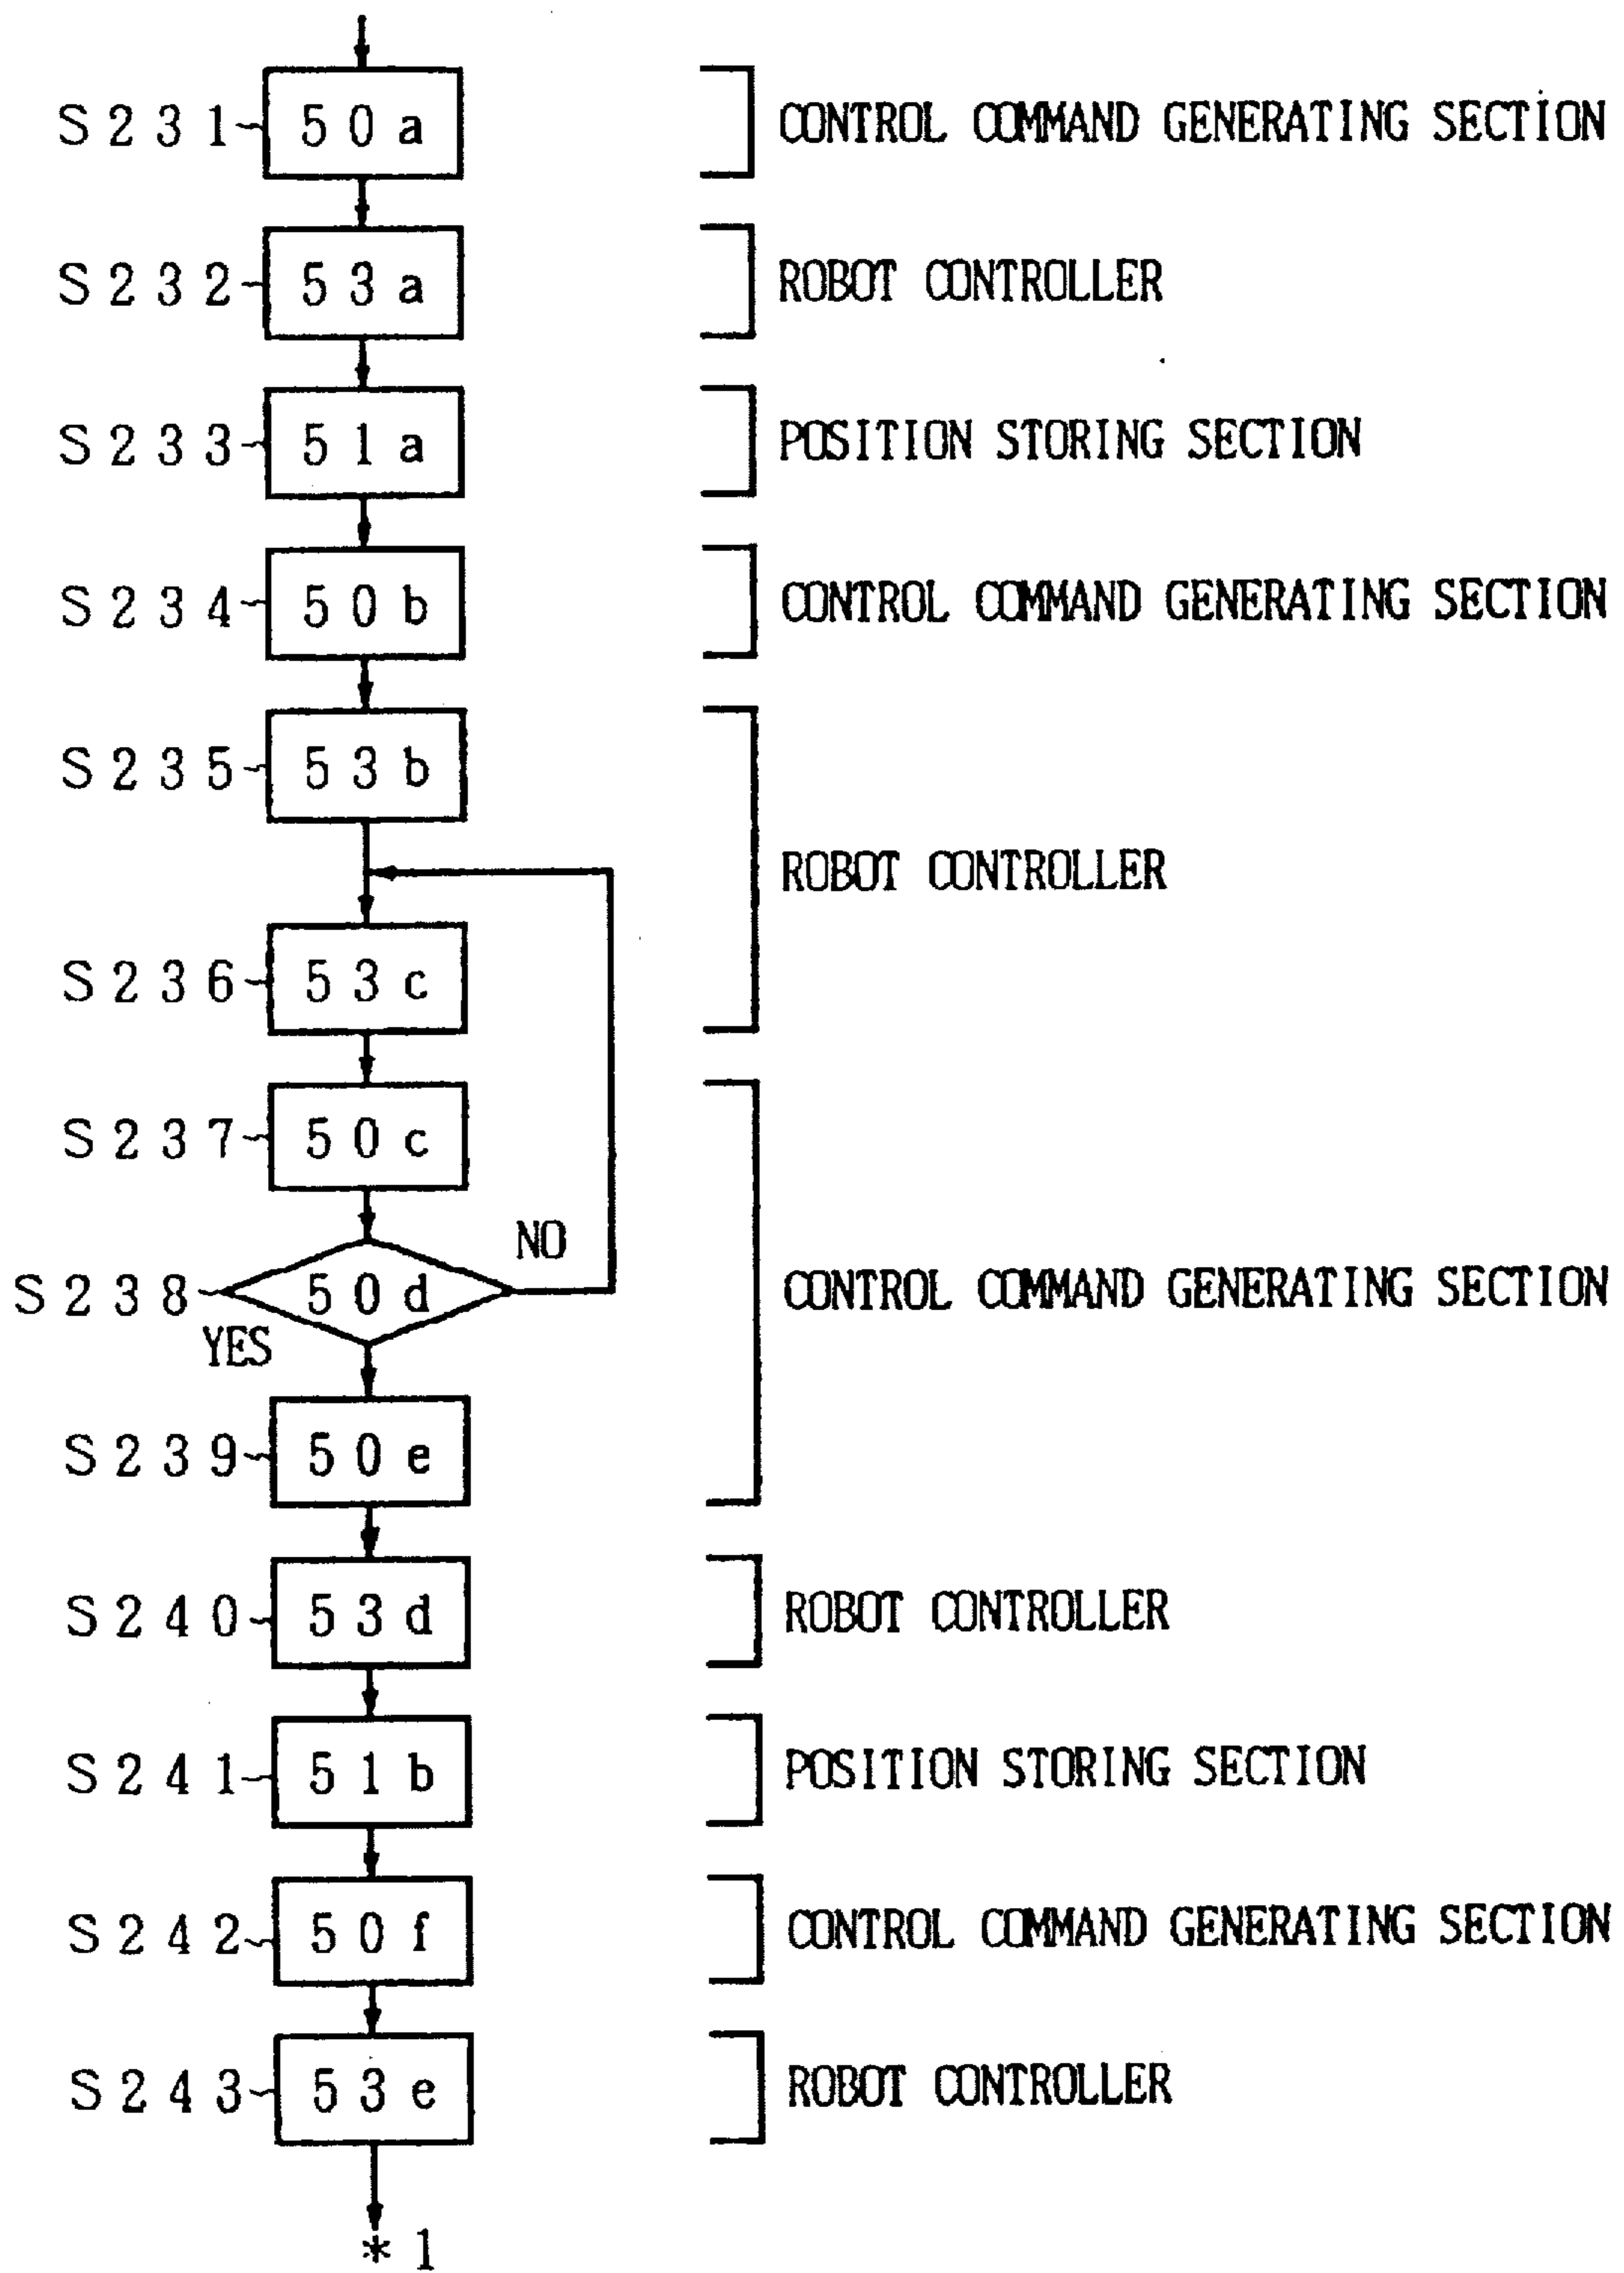 S231 50a CONTROL COMMAND GENERATING SECTION
S232 53a ROBOT CONTROLLER
S233 51a POSITION STORING SECTION
S234 50b CONTROL COMMAND GENERATING SECTION
S235 53b
ROBOT CONTROLLER
S236 53c
S237 50c
NO
S238 50d CONTROL COMMAND GENERATING SECTION
YES
S239 50e
S240 53d ROBOT CONTROLLER
S241 51b POSITION STORING SECTION
S242 50f CONTROL COMMAND GENERATING SECTION
S243 53e ROBOT CONTROLLER
*1